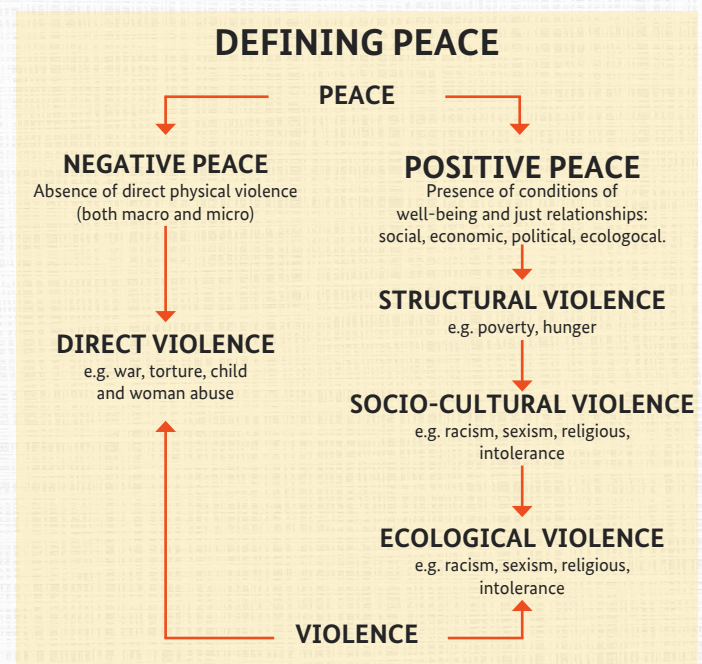 DEFINING PEACE
PEACE
NEGATIVE PEACE
Absence of direct physical violence
(both macro and micro)
DIRECT VIOLENCE
e.g. war, torture, child
and woman abuse
POSITIVE PEACE
Presence of conditions of
well-being and just relationships:
social, economic, political, ecologocal.
STRUCTURAL VIOLENCE
e.g. poverty, hunger
SOCIO-CULTURAL VIOLENCE
e.g. racism, sexism, religious,
intolerance
ECOLOGICAL VIOLENCE
e.g. racism, sexism, religious,
intolerance
VIOLENCE